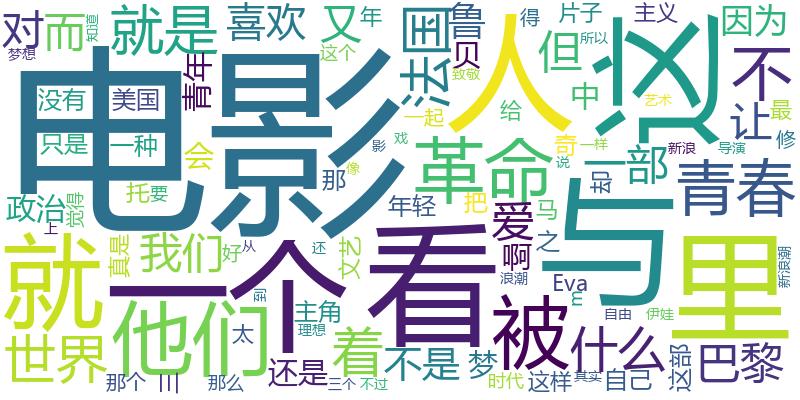 对
而
就是
喜欢
又
年
鲁
得
片子
主义
因为
知道
梦想
这个
法国
贝
但
所以
这
不
电影
人
没有
美国
青年
致敬
一起
给
中
艺术
让
最
修
只是
一种
会
那
影
戏
像
革命
奇
一样
说
一部
却
新浪
导演
青春
政治
觉得
托
要
年轻
把
马
上
我们
真是
好
从
还
文艺
看
爱
啊
之
与
里
新浪潮
浪潮
Eva
m
就
一个
他们
到
主角
理想
太
着
被
自由
伊娃
什么
世界
还是
不是
梦
这部
巴黎
那个
三
那么
三个
不过
时代
这样
其实
自己